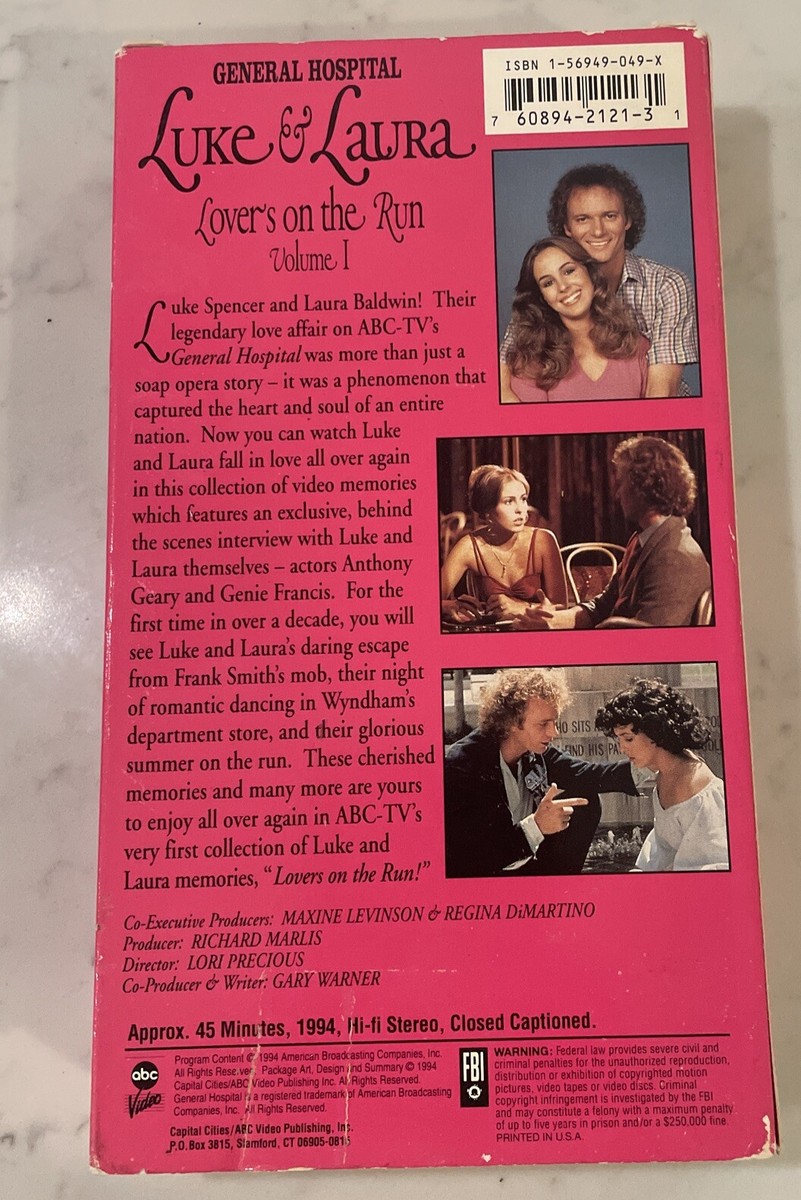 GENERAL HOSPITAL
Luke & Laura
Lovers on the Run
Volume I
ISBN 1-56949-049-X
7 60894-2121-3 1
Luke Spencer and Laura Baldwin! Their
legendary love affair on ABC-TV's
General Hospital was more than just a
soap opera story – it was a phenomenon that
captured the heart and soul of an entire
nation. Now you can watch Luke
and Laura fall in love all over again
in this collection of video memories
which features an exclusive, behind
the scenes interview with Luke and
Laura themselves – actors Anthony
Geary and Genie Francis. For the
first time in over a decade, you will
see Luke and Laura's daring escape
from Frank Smith's mob, their night
of romantic dancing in Wyndham's
department store, and their glorious
summer on the run. These cherished
memories and many more are yours
to enjoy all over again in ABC-TV's
very first collection of Luke and
Laura memories, "Lovers on the Run!"
HO SITS
FIND HIS
Co-Executive Producers: MAXINE LEVINSON & REGINA DiMARTINO
Producer: RICHARD MARLIS
Director: LORI PRECIOUS
Co-Producer & Writer: GARY WARNER
Approx. 45 Minutes, 1994, Hi-fi Stereo, Closed Captioned.
abc
Video
Program Content © 1994 American Broadcasting Companies, Inc.
All Rights Reserved. Package Art, Design and Summary © 1994
Capital Cities/ABC Video Publishing Inc. All Rights Reserved.
General Hospital is a registered trademark of American Broadcasting
Companies, Inc. All Rights Reserved.
Capital Cities/ABC Video Publishing, Inc.
P.O. Box 3815, Stamford, CT 06905-0815
FBI
WARNING: Federal law provides severe civil and
criminal penalties for the unauthorized reproduction,
distribution or exhibition of copyrighted motion
pictures, video tapes or video discs. Criminal
copyright infringement is investigated by the FBI
and may constitute a felony with a maximum penalty
of up to five years in prison and/or a $250,000 fine.
PRINTED IN U.S.A.